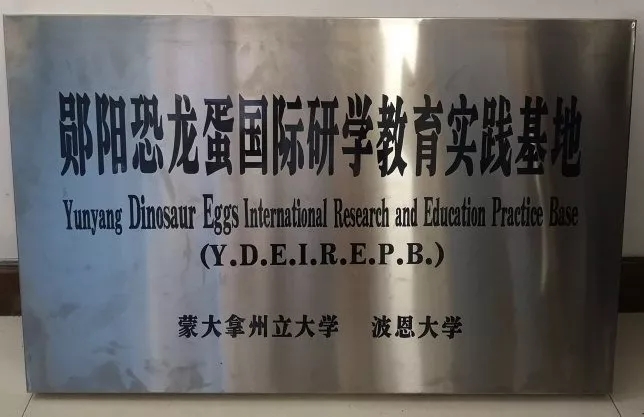 郧阳恐龙蛋国际研学教育实践基地
Yunyang Dinosaur Eggs International Research and Education Practice Base
(Y.D.E.I.R.E.P.B.)
蒙大拿州立大学 波恩大学